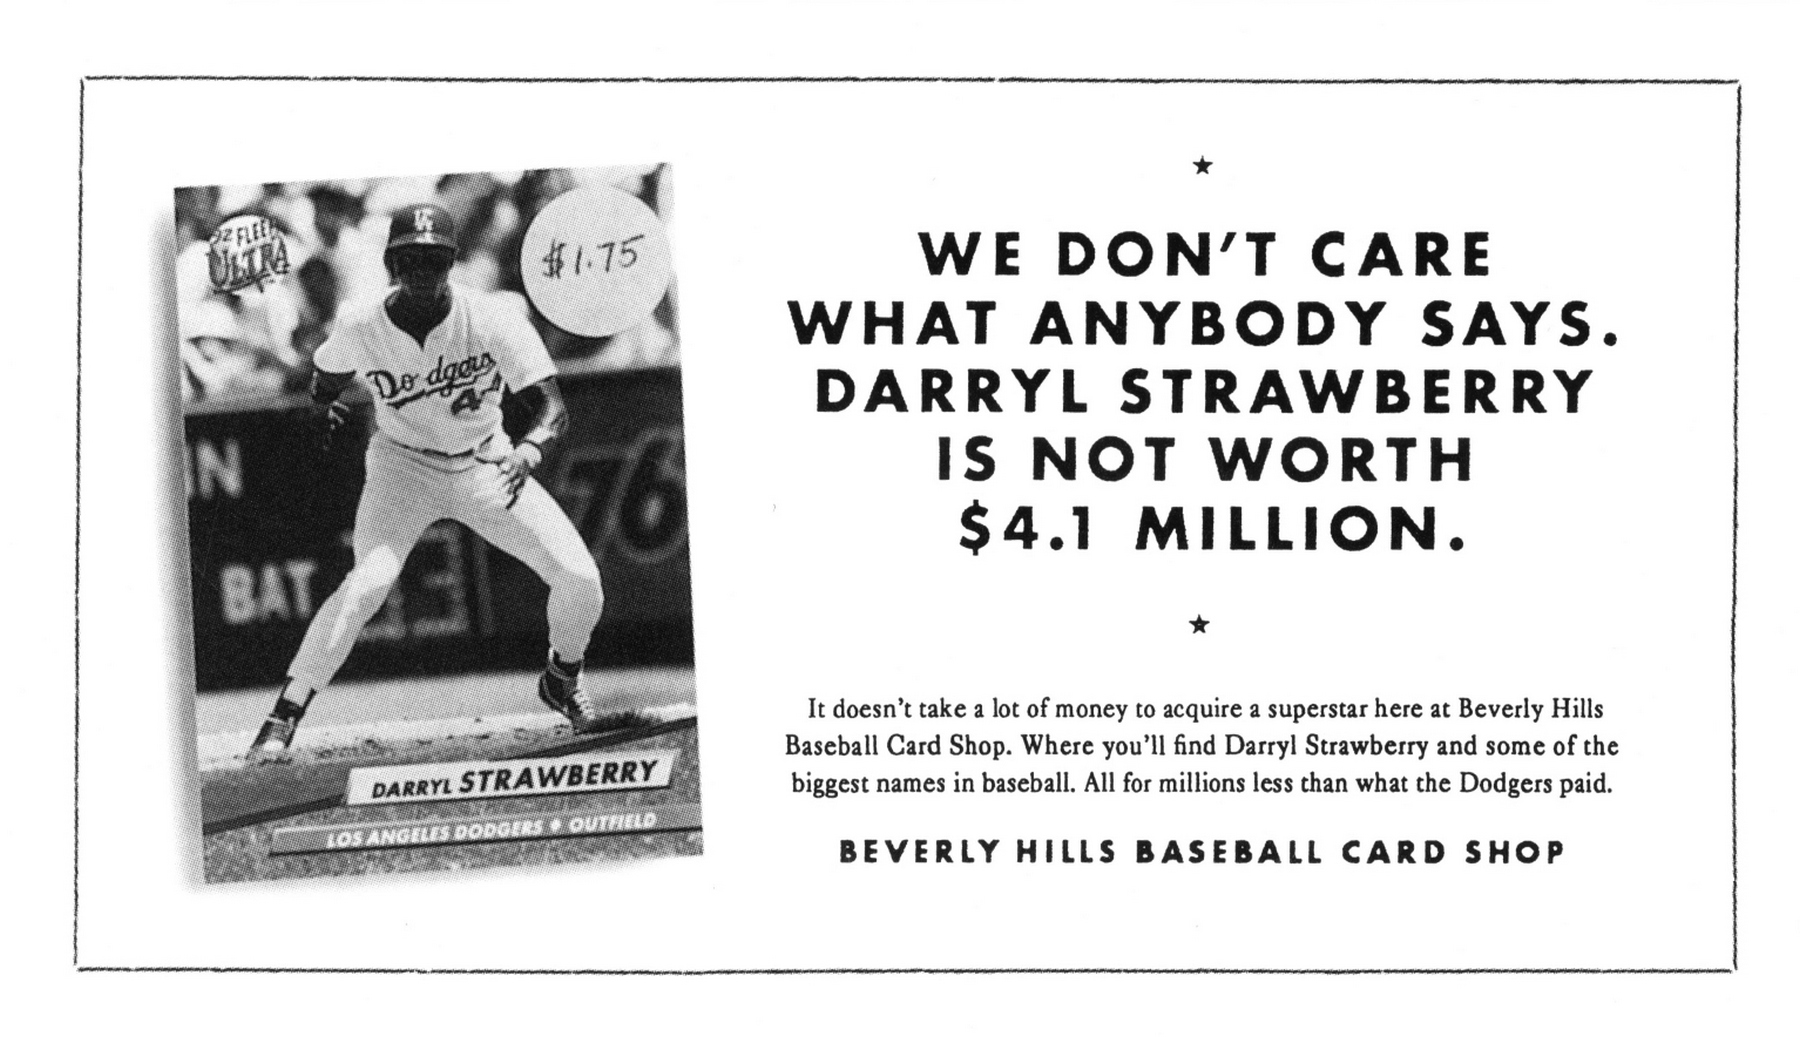 '92 FLEER
ULTRA
$1.75
Dodgers
44
IN
BAT
76
DARRYL STRAWBERRY
LOS ANGELES DODGERS OUTFIELD
WE DON'T CARE
WHAT ANYBODY SAYS.
DARRYL STRAWBERRY
IS NOT WORTH
$4.1 MILLION.
It doesn't take a lot of money to acquire a superstar here at Beverly Hills
Baseball Card Shop. Where you'll find Darryl Strawberry and some of the
biggest names in baseball. All for millions less than what the Dodgers paid.
BEVERLY HILLS BASEBALL CARD SHOP